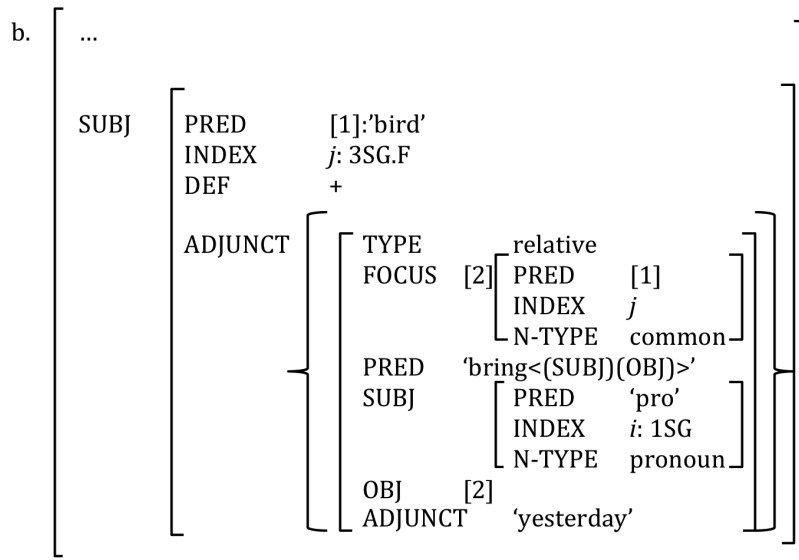 b. ...
SUBJ PRED [1]:'bird'
INDEX j: 3SG.F
DEF +
ADJUNCT TYPE relative
FOCUS [2] PRED [1]
INDEX j
N-TYPE common
PRED 'bring<(SUBJ)(OBJ)>'
SUBJ PRED 'pro'
INDEX i: 1SG
N-TYPE pronoun
OBJ [2]
ADJUNCT 'yesterday'